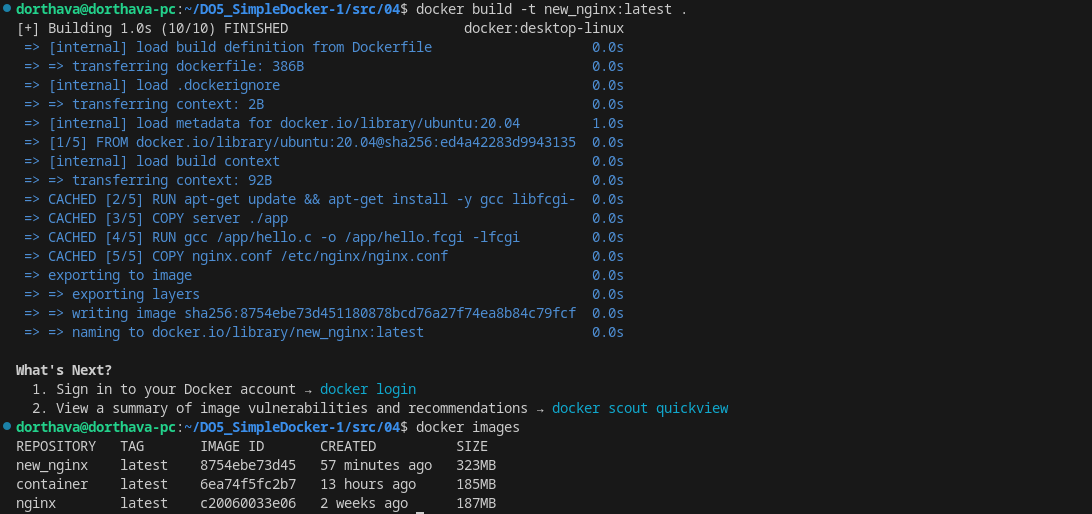 dorthava@dorthava-pc:~/DO5_SimpleDocker-1/src/04$ docker build -t new_nginx:latest .
[+] Building 1.0s (10/10) FINISHED docker:desktop-linux
=> [internal] load build definition from Dockerfile 0.0s
=> => transferring dockerfile: 386B 0.0s
=> [internal] load .dockerignore 0.0s
=> => transferring context: 2B 0.0s
=> [internal] load metadata for docker.io/library/ubuntu:20.04 1.0s
=> [1/5] FROM docker.io/library/ubuntu:20.04@sha256:ed4a42283d9943135 0.0s
=> [internal] load build context 0.0s
=> => transferring context: 92B 0.0s
=> CACHED [2/5] RUN apt-get update && apt-get install -y gcc libfcgi- 0.0s
=> CACHED [3/5] COPY server ./app 0.0s
=> CACHED [4/5] RUN gcc /app/hello.c -o /app/hello.fcgi -lfcgi 0.0s
=> CACHED [5/5] COPY nginx.conf /etc/nginx/nginx.conf 0.0s
=> exporting to image 0.0s
=> => exporting layers 0.0s
=> => writing image sha256:8754ebe73d451180878bcd76a27f74ea8b84c79fcf 0.0s
=> => naming to docker.io/library/new_nginx:latest 0.0s
What's Next?
1. Sign in to your Docker account → docker login
2. View a summary of image vulnerabilities and recommendations → docker scout quickview
dorthava@dorthava-pc:~/DO5_SimpleDocker-1/src/04$ docker images
REPOSITORY TAG IMAGE ID CREATED SIZE
new_nginx latest 8754ebe73d45 57 minutes ago 323MB
container latest 6ea74f5fc2b7 13 hours ago 185MB
nginx latest c20060033e06 2 weeks ago 187MB